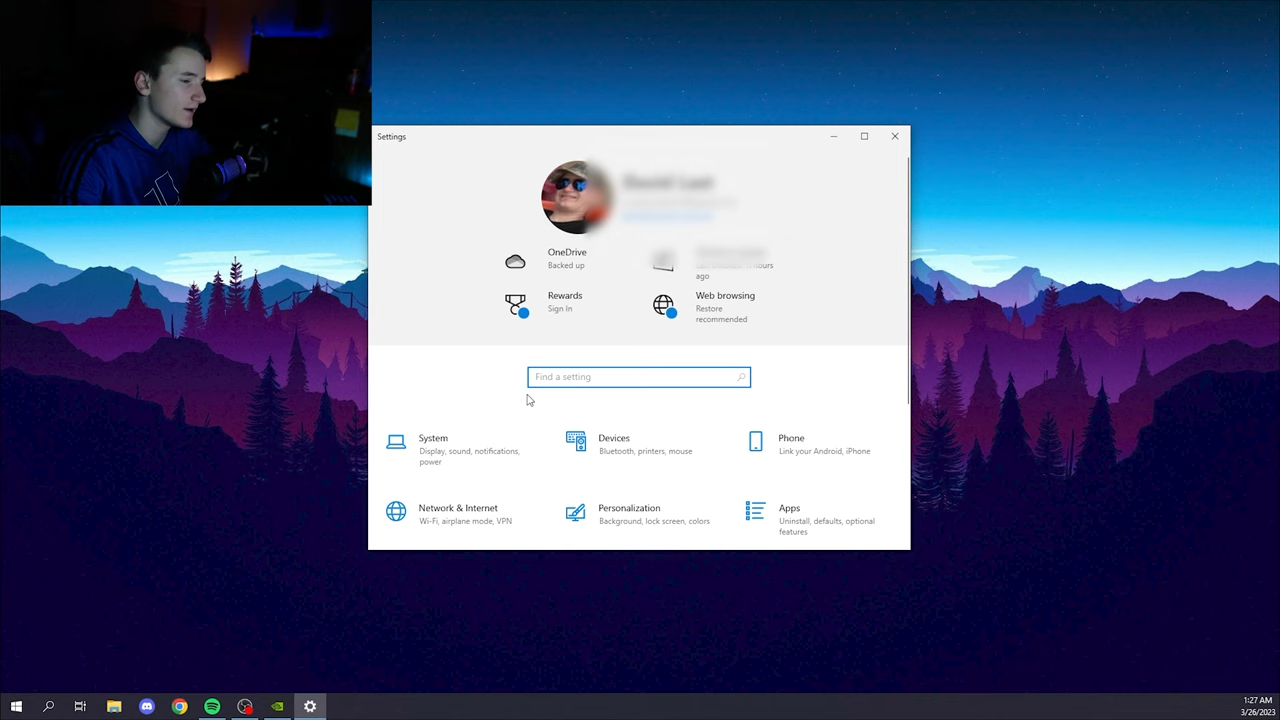 Settings
OneDrive
Backed up
ago
Rewards
Sign In
Web browsing
Restore
recommended
Find a setting
System
Display, sound, notifications,
power
Devices
Bluetooth, printers, mouse
Phone
Link your Android, iPhone
Network & Internet
Wi-Fi, airplane mode, VPN
Personalization
Background, lock screen, colors
Apps
Uninstall, defaults, optional
features
1:27 AM
3/26/2023